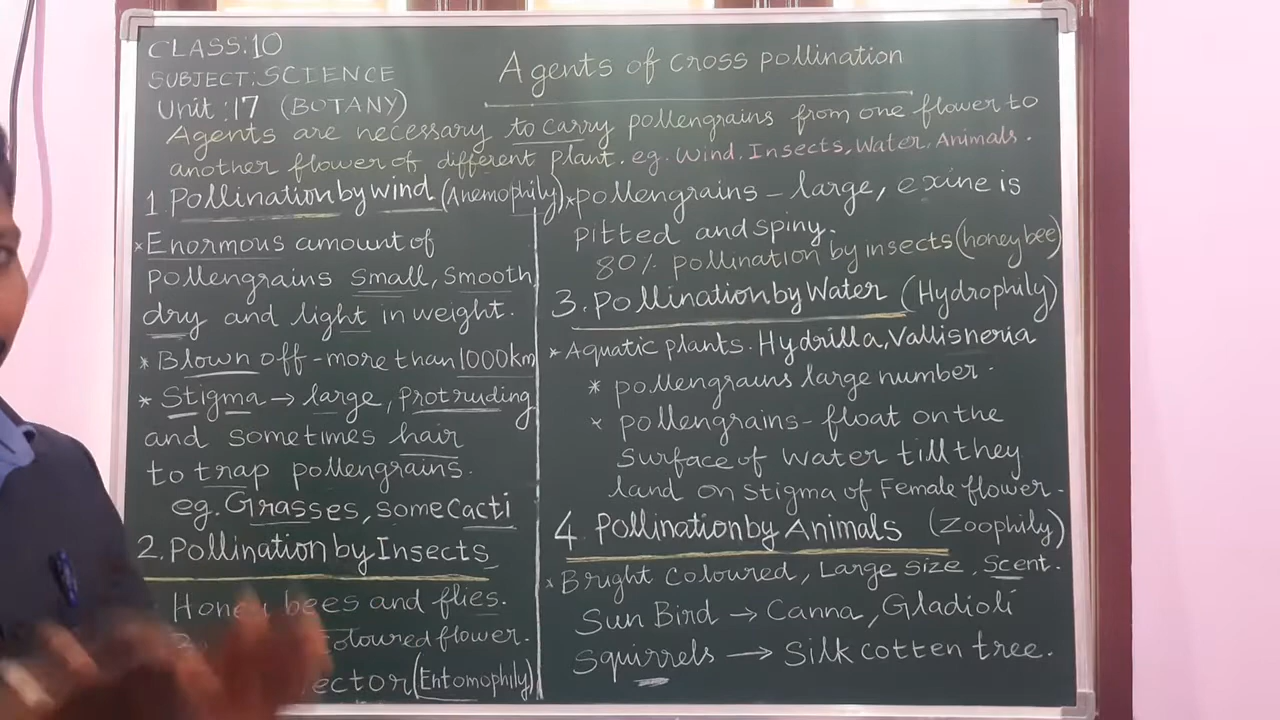 CLASS:10
SUBJECT:SCIENCE
Unit :17 (BOTANY)
Agents of cross pollination
Agents are necessary to carry pollengrains from one flower to
another flower of different plant. eg. Wind, Insects, Water, Animals.
1. Pollination by wind (Anemophily)
*Enormous amount of
pollengrains small, smooth,
dry and light in weight.
* Blown off - more than 1000km
* Stigma → large, Protruding
and sometimes hair
to trap pollengrains.
eg. Grasses, some Cacti
2. Pollination by Insects
bees and flies.
coloured flower.
(Entomophily)
*pollengrains - large, exine is
pitted and spiny.
80% pollination by insects (honey bee)
3. Pollination by Water (Hydrophily)
* Aquatic plants. Hydrilla, Vallisneria
* pollengrains large number.
* pollengrains - float on the
Surface of Water till they
land on stigma of Female flower.
4. Pollination by Animals (Zoophily)
* Bright Coloured, Large size, Scent.
Sun Bird → Canna, Gladioli
Squirrels → Silk cotten tree.